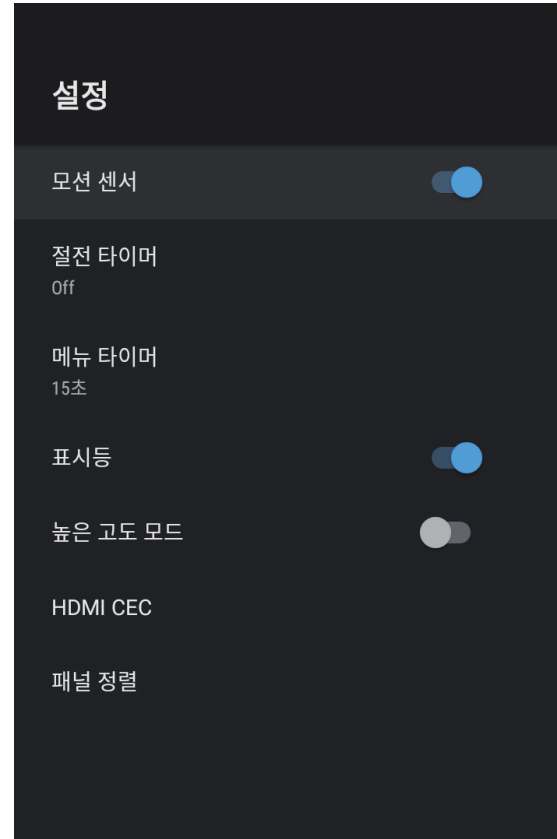 설정
모션 센서
절전 타이머
Off
메뉴 타이머
15초
표시등
높은 고도 모드
HDMI CEC
패널 정렬